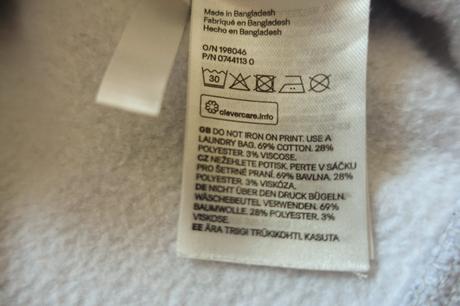 Made in Bangladesh
Fabriqué en Bangladesh
Hecho en Bangladesh
O/N 198046
P/N 0744113 0
30
clevercare.info
GB DO NOT IRON ON PRINT. USE A
LAUNDRY BAG. 69% COTTON. 28%
POLYESTER. 3% VISCOSE.
CZ NEŽEHLETE POTISK. PERTE V SÁČKU
PRO ŠETRNÉ PRANÍ. 69% BAVLNA. 28%
POLYESTER. 3% VISKÓZA.
DE NICHT ÜBER DEN DRUCK BÜGELN.
WÄSCHEBEUTEL VERWENDEN. 69%
BAUMWOLLE. 28% POLYESTER. 3%
VISKOSE.
EE ÄRA TRIIGI TRÜKIKOHTI. KASUTA